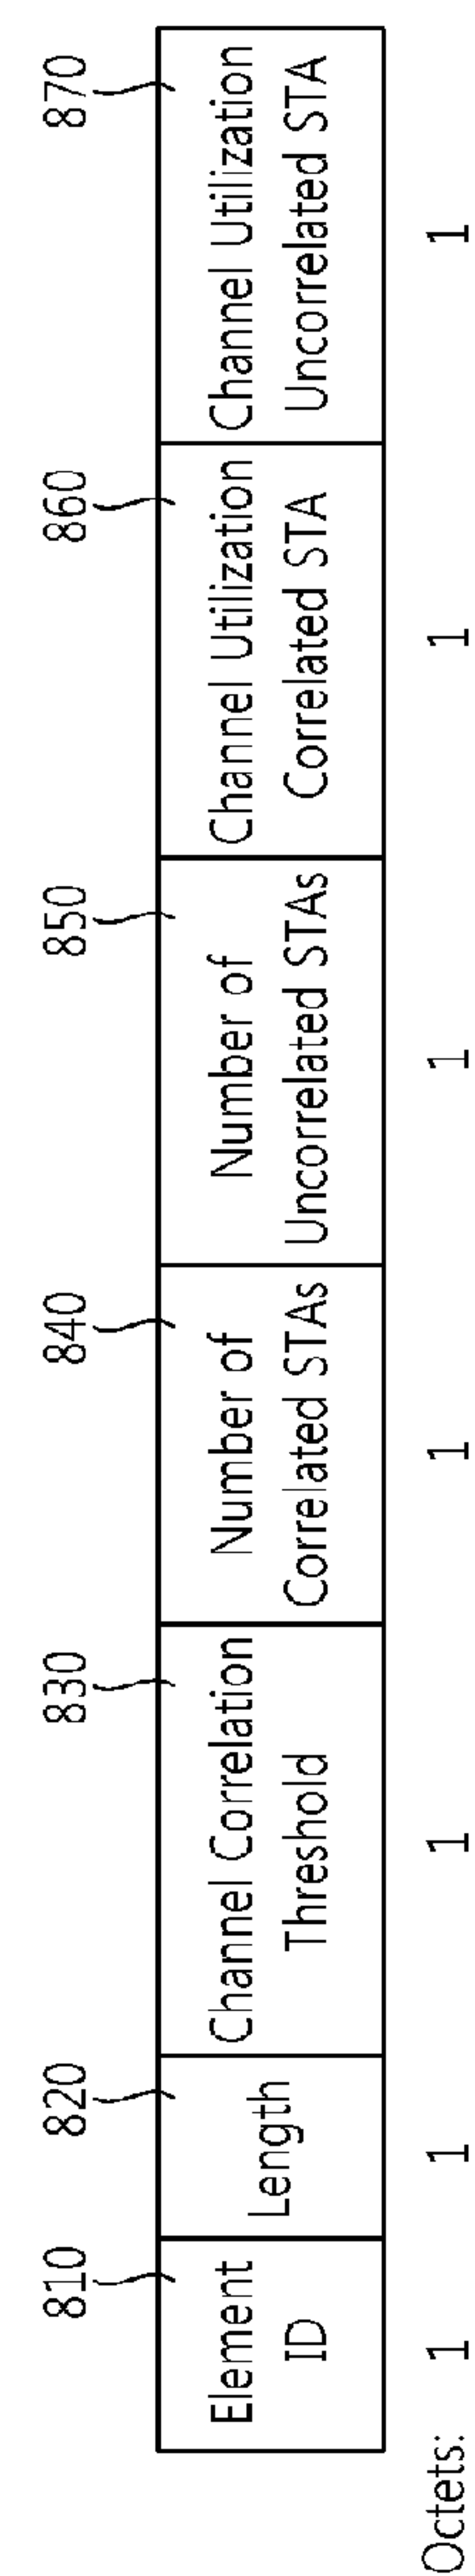 810 820 830 840 850 860 870
Element
ID
Length
Channel Correlation
Threshold
Number of
Correlated STAs
Number of
Uncorrelated STAs
Channel Utilization
Correlated STA
Channel Utilization
Uncorrelated STA
Octets: 1 1 1 1 1 1 1